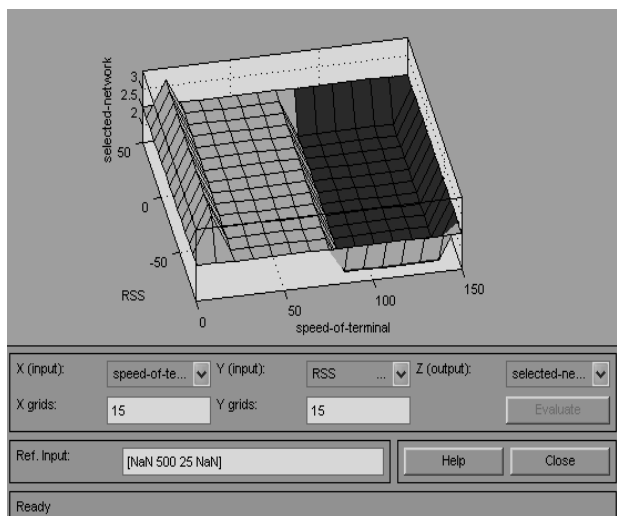 selected-network
3
2.5
2
50
0
-50
RSS
0
50
100
150
speed-of-terminal
X (input): speed-of-te... Y (input): RSS ... Z (output): selected-ne...
X grids: 15 Y grids: 15 Evaluate
Ref. Input: [NaN 500 25 NaN] Help Close
Ready